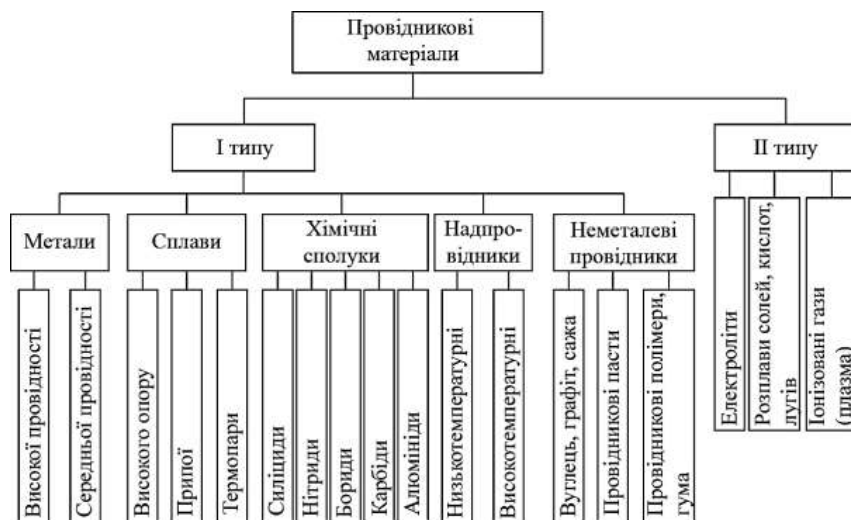 Провідникові
матеріали
І типу
ІІ типу
Метали
Сплави
Хімічні
сполуки
Надпро-
відники
Неметалеві
провідники
Високої провідності
Середньої провідності
Високого опору
Припої
Термопари
Силіциди
Нітриди
Бориди
Карбіди
Алюмініди
Низькотемпературні
Високотемпературні
Вуглець, графіт, сажа
Провідникові пасти
Провідникові полімери,
гума
Електроліти
Розплави солей, кислот,
лугів
Іонізовані гази
(плазма)